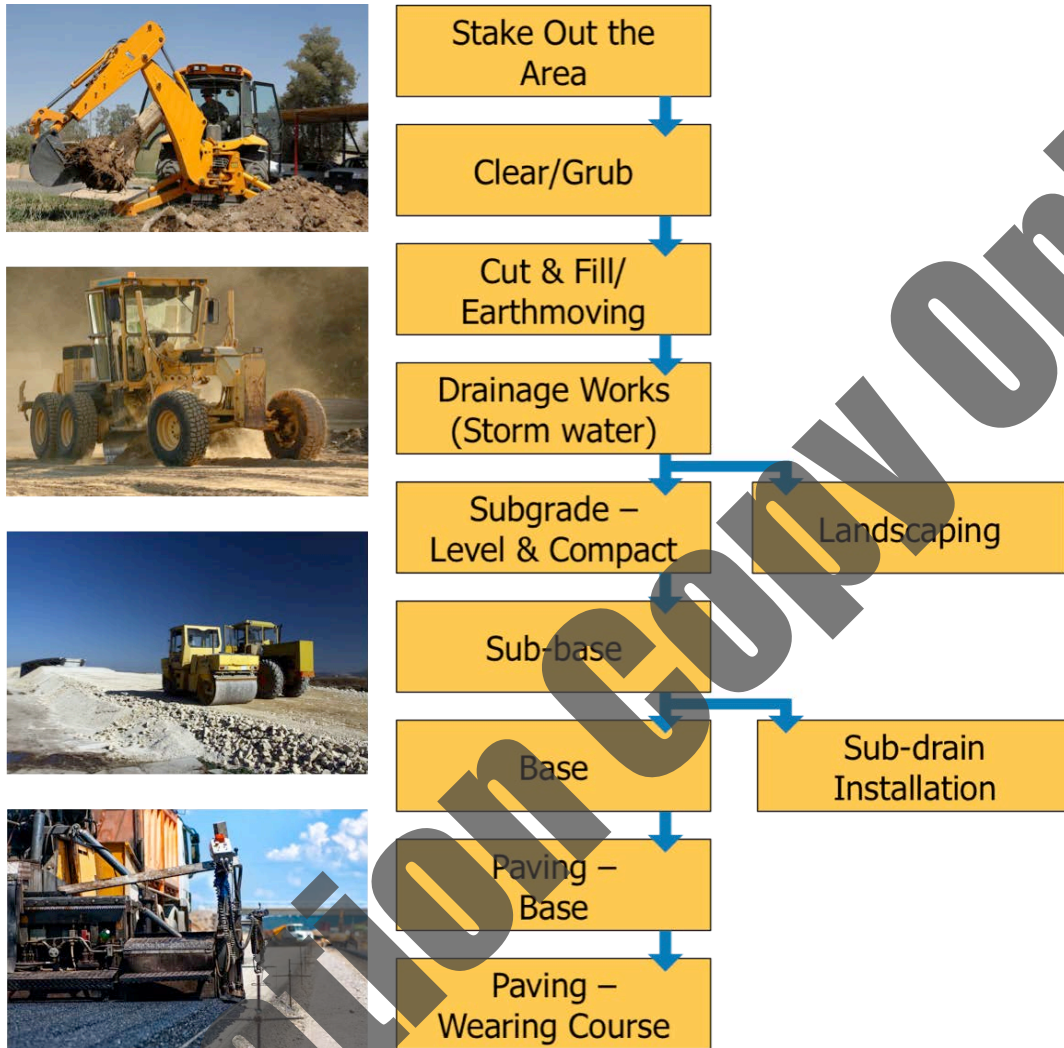 Stake Out the
Area
Clear/Grub
Cut & Fill/
Earthmoving
Drainage Works
(Storm water)
Subgrade –
Level & Compact
Landscaping
Sub-base
Base
Sub-drain
Installation
Paving –
Base
Paving –
Wearing Course
Copy